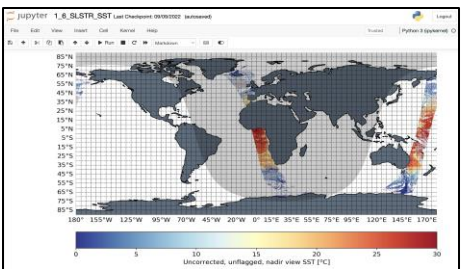 jupyter 1_6_SLSTR_SST Last Checkpoint: 09/09/2022 (autosaved) Logout
File Edit View Insert Cell Kernel Help Trusted Python 3 (ipykernel)
Run Markdown
85°N
75°N
65°N
55°N
45°N
35°N
25°N
15°N
5°N
5°S
15°S
25°S
35°S
45°S
55°S
65°S
75°S
85°S
180° 155°W 125°W 95°W 70°W 45°W 20°W 0° 15°E 35°E 55°E 75°E 95°E 120°E 145°E 170°E
0 5 10 15 20 25 30
Uncorrected, unflagged, nadir view SST [°C]